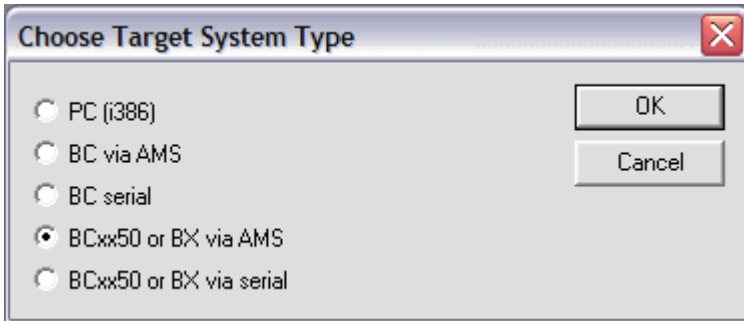 Choose Target System Type
PC (i386)
OK
BC via AMS
Cancel
BC serial
BCxx50 or BX via AMS
BCxx50 or BX via serial